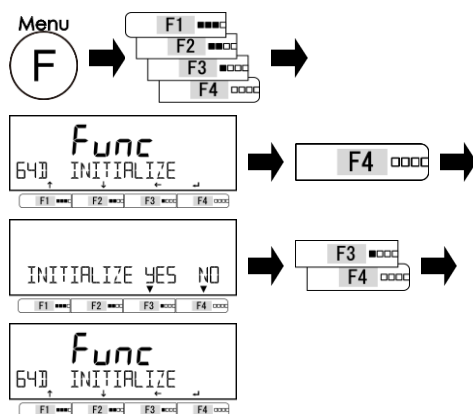 Menu
F
F1
F2
F3
F4
Func
64D INITIALIZE
F1 F2 F3 F4
F4
INITIALIZE YES NO
F1 F2 F3 F4
F3
F4
Func
64D INITIALIZE
F1 F2 F3 F4